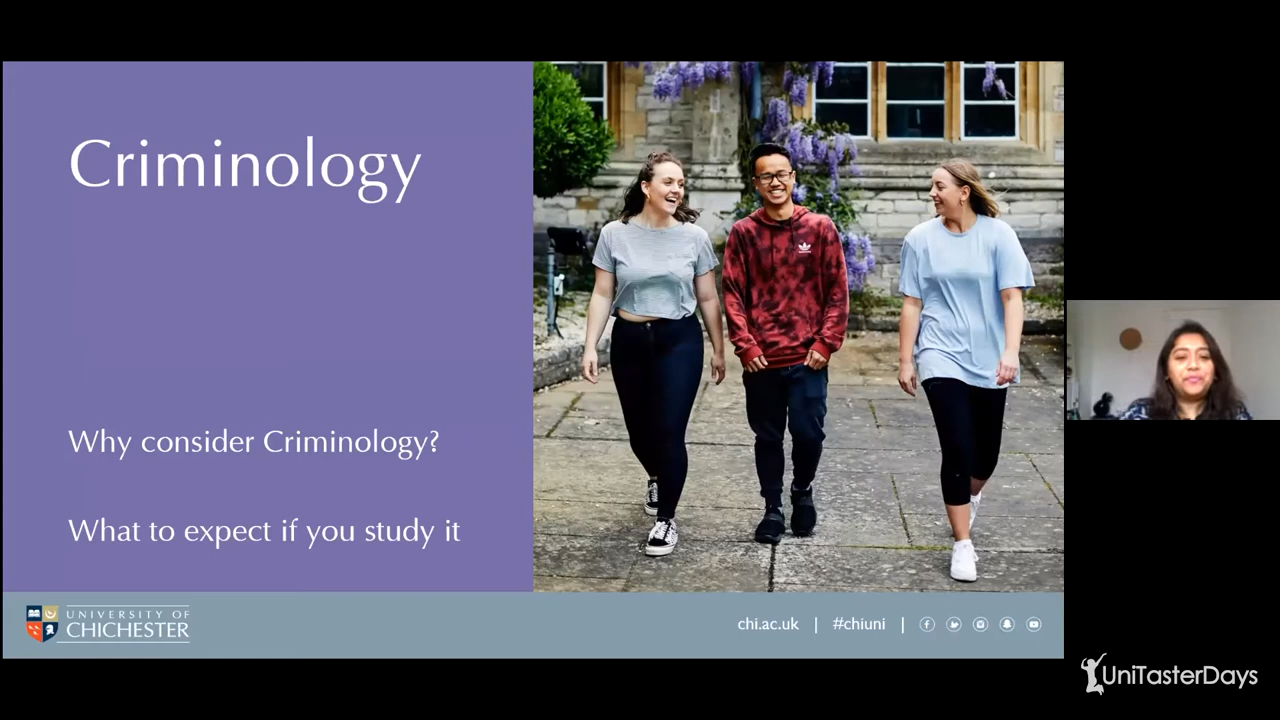 Criminology
Why consider Criminology?
What to expect if you study it
UNIVERSITY OF
CHICHESTER
chi.ac.uk | #chiuni |
UniTasterDays